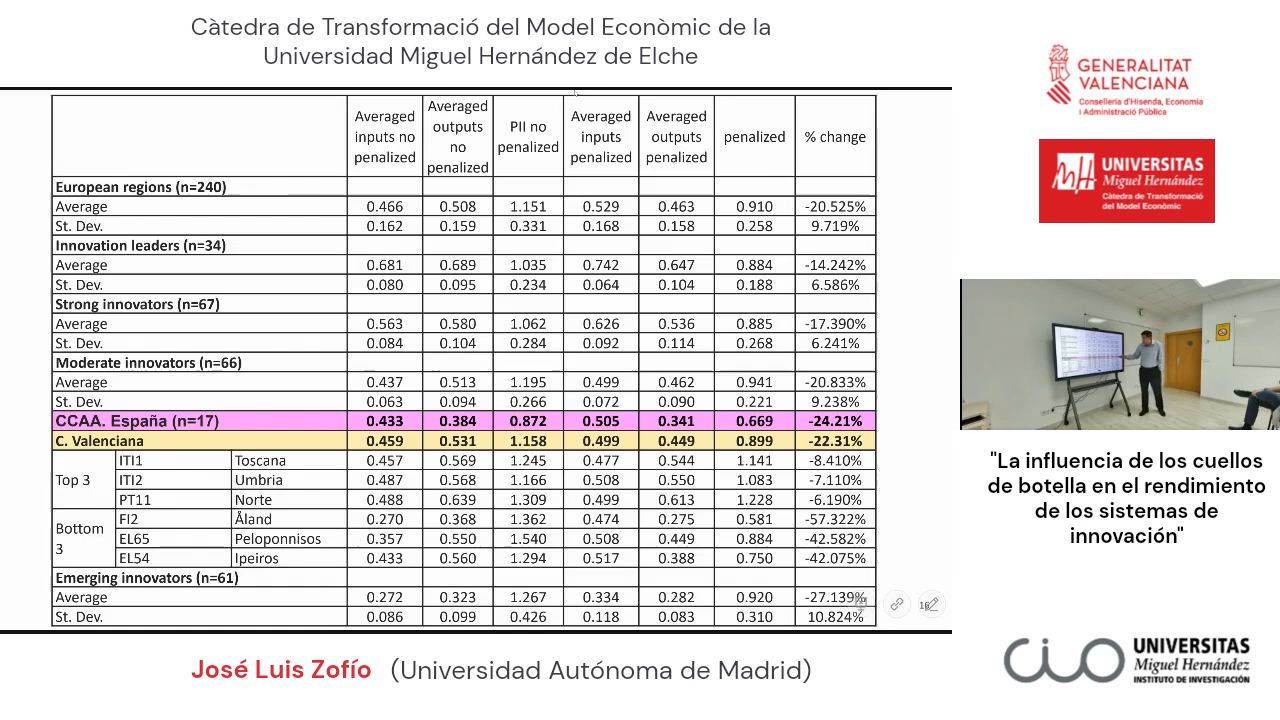 Càtedra de Transformació del Model Econòmic de la
Universidad Miguel Hernández de Elche
Averaged inputs no penalized Averaged outputs no penalized PII no penalized Averaged inputs penalized Averaged outputs penalized penalized % change
European regions (n=240)
Average 0.466 0.508 1.151 0.529 0.463 0.910 -20.525%
St. Dev. 0.162 0.159 0.331 0.168 0.158 0.258 9.719%
Innovation leaders (n=34)
Average 0.681 0.689 1.035 0.742 0.647 0.884 -14.242%
St. Dev. 0.080 0.095 0.234 0.064 0.104 0.188 6.586%
Strong innovators (n=67)
Average 0.563 0.580 1.062 0.626 0.536 0.885 -17.390%
St. Dev. 0.084 0.104 0.284 0.092 0.114 0.268 6.241%
Moderate innovators (n=66)
Average 0.437 0.513 1.195 0.499 0.462 0.941 -20.833%
St. Dev. 0.063 0.094 0.266 0.072 0.090 0.221 9.238%
CCAA. España (n=17) 0.433 0.384 0.872 0.505 0.341 0.669 -24.21%
C. Valenciana 0.459 0.531 1.158 0.499 0.449 0.899 -22.31%
Top 3 ITI1 Toscana 0.457 0.569 1.245 0.477 0.544 1.141 -8.410%
ITI2 Umbria 0.487 0.568 1.166 0.508 0.550 1.083 -7.110%
PT11 Norte 0.488 0.639 1.309 0.499 0.613 1.228 -6.190%
Bottom 3 FI2 Åland 0.270 0.368 1.362 0.474 0.275 0.581 -57.322%
EL65 Peloponnisos 0.357 0.550 1.540 0.508 0.449 0.884 -42.582%
EL54 Ipeiros 0.433 0.560 1.294 0.517 0.388 0.750 -42.075%
Emerging innovators (n=61)
Average 0.272 0.323 1.267 0.334 0.282 0.920 -27.139%
St. Dev. 0.086 0.099 0.426 0.118 0.083 0.310 10.824%
16
José Luis Zofío (Universidad Autónoma de Madrid)
GENERALITAT
VALENCIANA
Conselleria d'Hisenda, Economia
i Administració Pública
UNIVERSITAS
Miguel Hernández
Càtedra de Transformació
del Model Econòmic
"La influencia de los cuellos
de botella en el rendimiento
de los sistemas de
innovación"
CIO
UNIVERSITAS
Miguel Hernández
INSTITUTO DE INVESTIGACIÓN